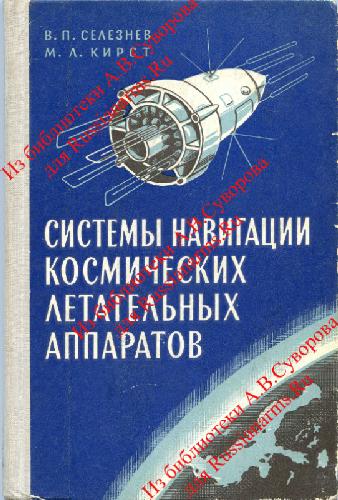 В. П. СЕЛЕЗНЕВ
М. Л. КИРСТ
СИСТЕМЫ НАВИГАЦИИ
КОСМИЧЕСКИХ
ЛЕТАТЕЛЬНЫХ
АППАРАТОВ
Из библиотеки А.В.Суворова
для Russianarms.Ru
Из библиотеки А.В.Суворова
для Russianarms.Ru
Из библиотеки А.В.Суворова
для Russianarms.Ru